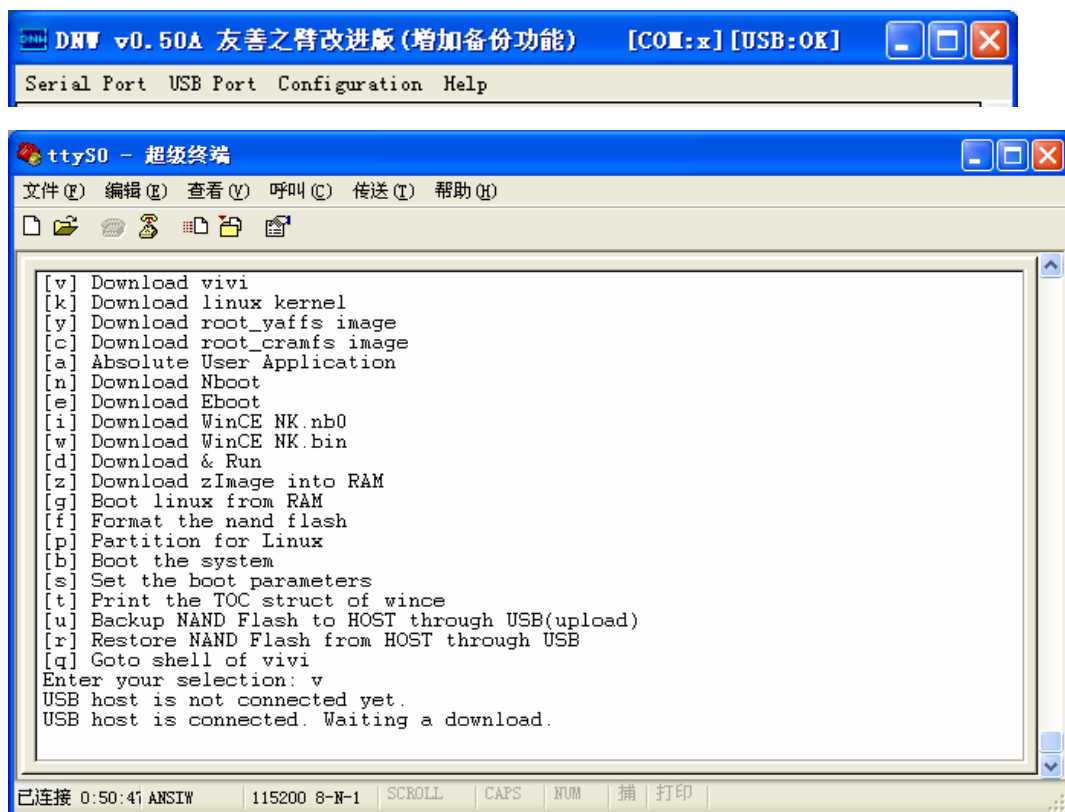 DNW v0.50A 友善之臂改进版(增加备份功能) [COM:x][USB:OK]
Serial Port USB Port Configuration Help
ttyS0 - 超级终端
文件(F) 编辑(E) 查看(V) 呼叫(C) 传送(T) 帮助(H)
[v] Download vivi
[k] Download linux kernel
[y] Download root_yaffs image
[c] Download root_cramfs image
[a] Absolute User Application
[n] Download Nboot
[e] Download Eboot
[i] Download WinCE NK.nb0
[w] Download WinCE NK.bin
[d] Download & Run
[z] Download zImage into RAM
[g] Boot linux from RAM
[f] Format the nand flash
[p] Partition for Linux
[b] Boot the system
[s] Set the boot parameters
[t] Print the TOC struct of wince
[u] Backup NAND Flash to HOST through USB(upload)
[r] Restore NAND Flash from HOST through USB
[q] Goto shell of vivi
Enter your selection: v
USB host is not connected yet.
USB host is connected. Waiting a download.
已连接 0:50:47 ANSIW 115200 8-N-1 SCROLL CAPS NUM 捕 打印